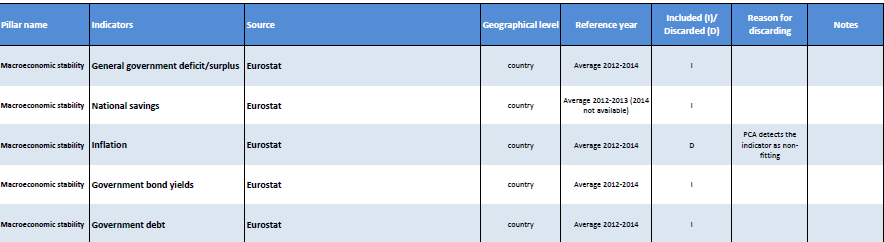 Pillar name Indicators Source Geographical level Reference year Included (I)/ Discarded (D) Reason for discarding Notes
Macroeconomic stability General government deficit/surplus Eurostat country Average 2012-2014 I
Macroeconomic stability National savings Eurostat country Average 2012-2013 (2014 not available) I
Macroeconomic stability Inflation Eurostat country Average 2012-2014 D PCA detects the indicator as non-fitting
Macroeconomic stability Government bond yields Eurostat country Average 2012-2014 I
Macroeconomic stability Government debt Eurostat country Average 2012-2014 I